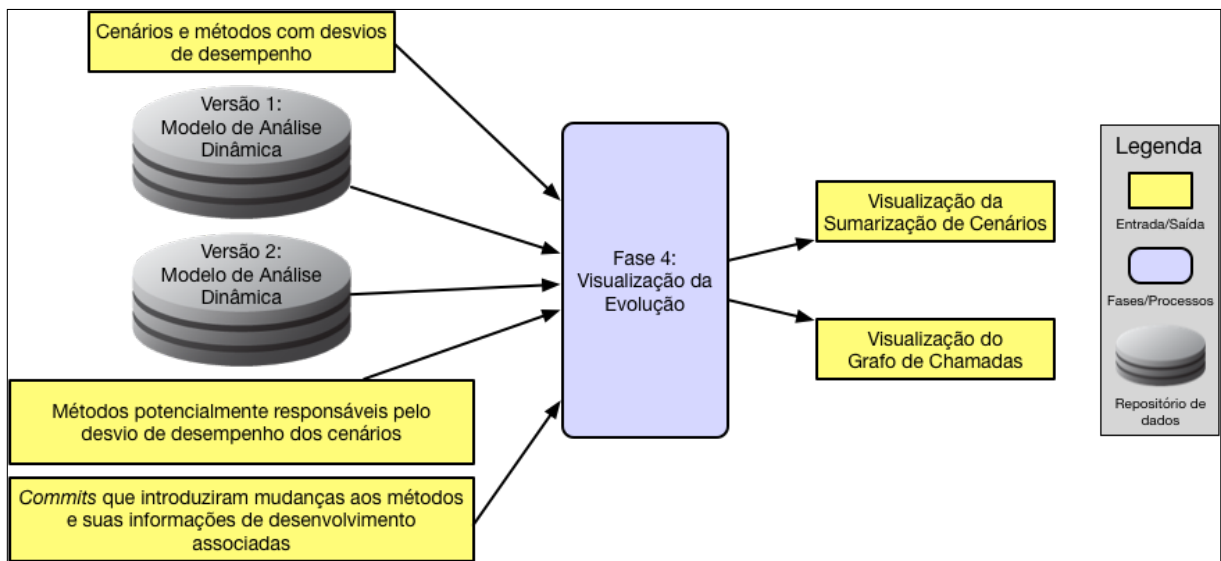 Cenários e métodos com desvios
de desempenho
Versão 1:
Modelo de Análise
Dinâmica
Versão 2:
Modelo de Análise
Dinâmica
Métodos potencialmente responsáveis pelo
desvio de desempenho dos cenários
Commits que introduziram mudanças aos métodos
e suas informações de desenvolvimento
associadas
Fase 4:
Visualização da
Evolução
Visualização da
Sumarização de Cenários
Visualização do
Grafo de Chamadas
Legenda
Entrada/Saída
Fases/Processos
Repositório de
dados